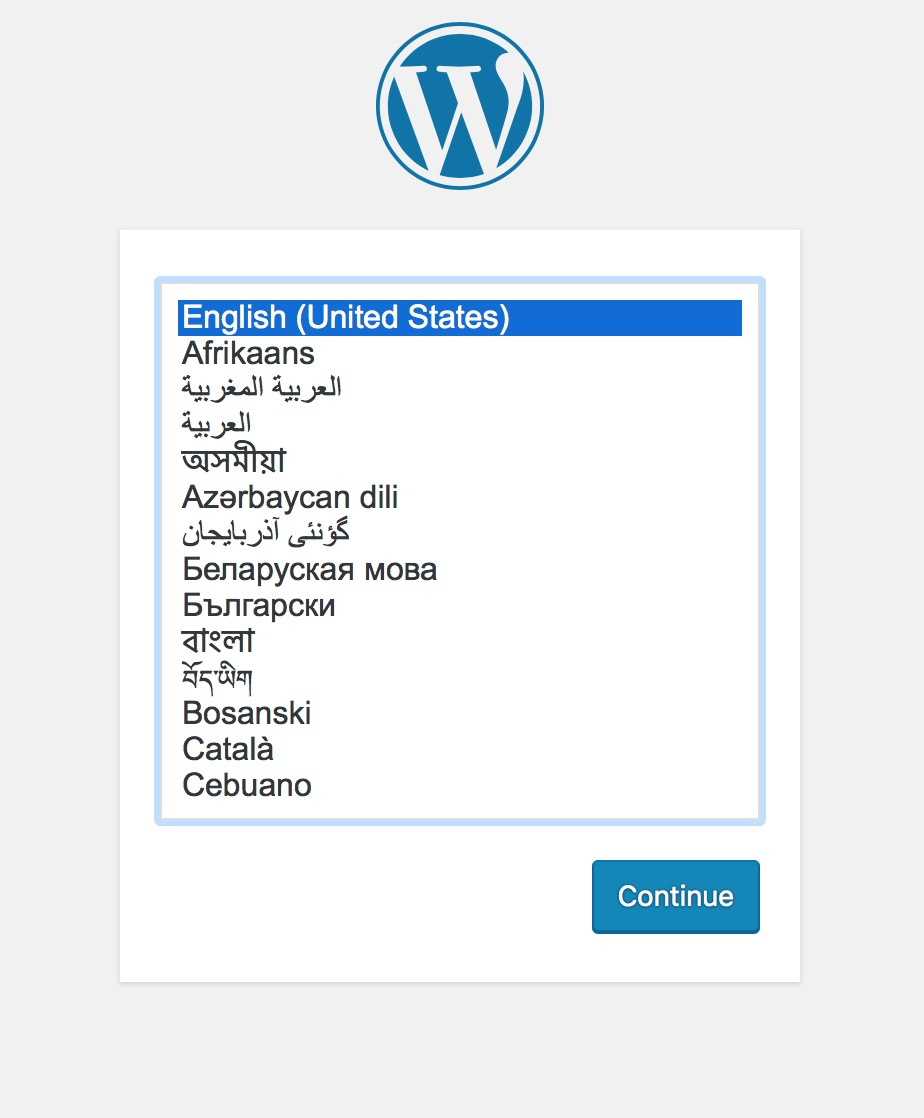 English (United States)
Afrikaans
العربية المغربية
العربية
অসমীয়া
Azərbaycan dili
گؤنئی آذربایجان
Беларуская мова
Български
বাংলা
བོད་ཡིག
Bosanski
Català
Cebuano
Continue